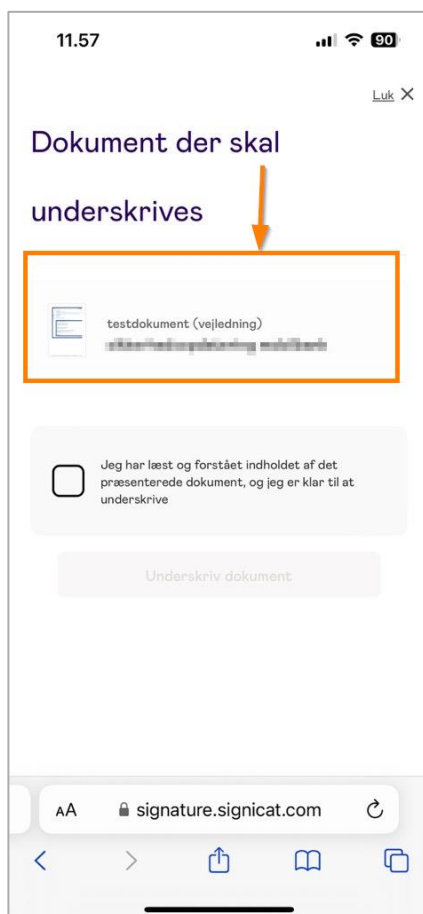 11.57
90
Luk X
Dokument der skal
underskrives
testdokument (vejledning)
Jeg har læst og forstået indholdet af det
præsenterede dokument, og jeg er klar til at
underskrive
Underskriv dokument
AA signature.signicat.com